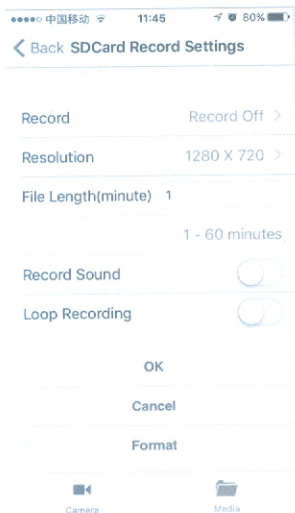 中国移动 11:45 80%
Back SDCard Record Settings
Record Record Off
Resolution 1280 X 720
File Length(minute) 1
1 - 60 minutes
Record Sound
Loop Recording
OK
Cancel
Format
Camera Media